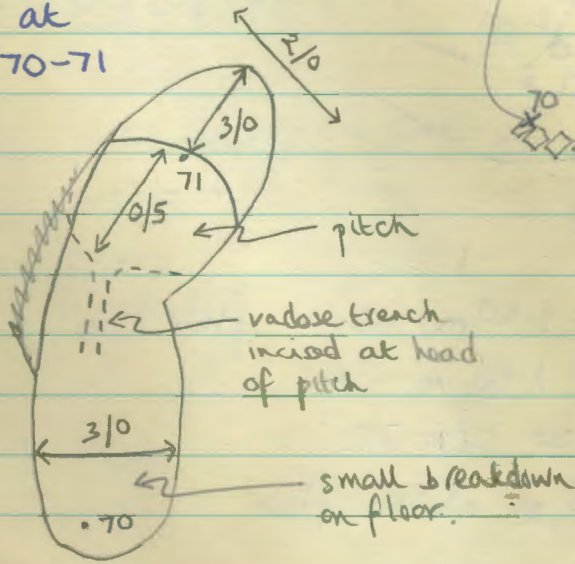 at
70-71
2/0
3/0
70
71
0/5
pitch
vadose trench
incised at head
of pitch
3/0
small breakdown
on floor.
70